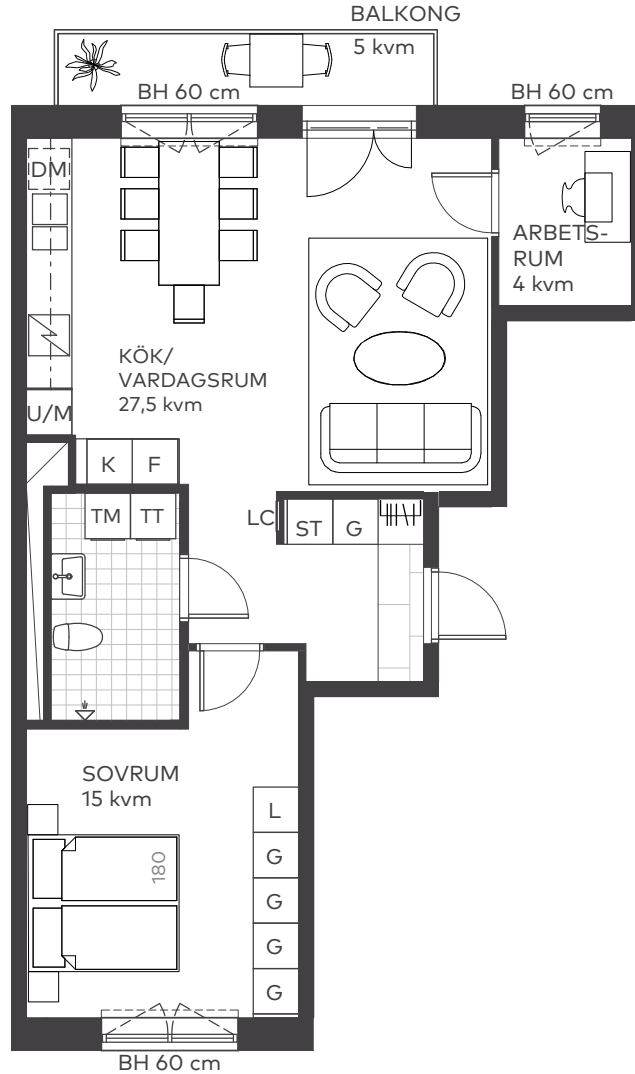 BALKONG
5 kvm
BH 60 cm
BH 60 cm
DM
ARBETS-
RUM
4 kvm
KÖK/
VARDAGSRUM
27,5 kvm
U/M
K
F
TM
TT
LC
ST
G
SOVRUM
15 kvm
L
180
G
G
G
G
BH 60 cm